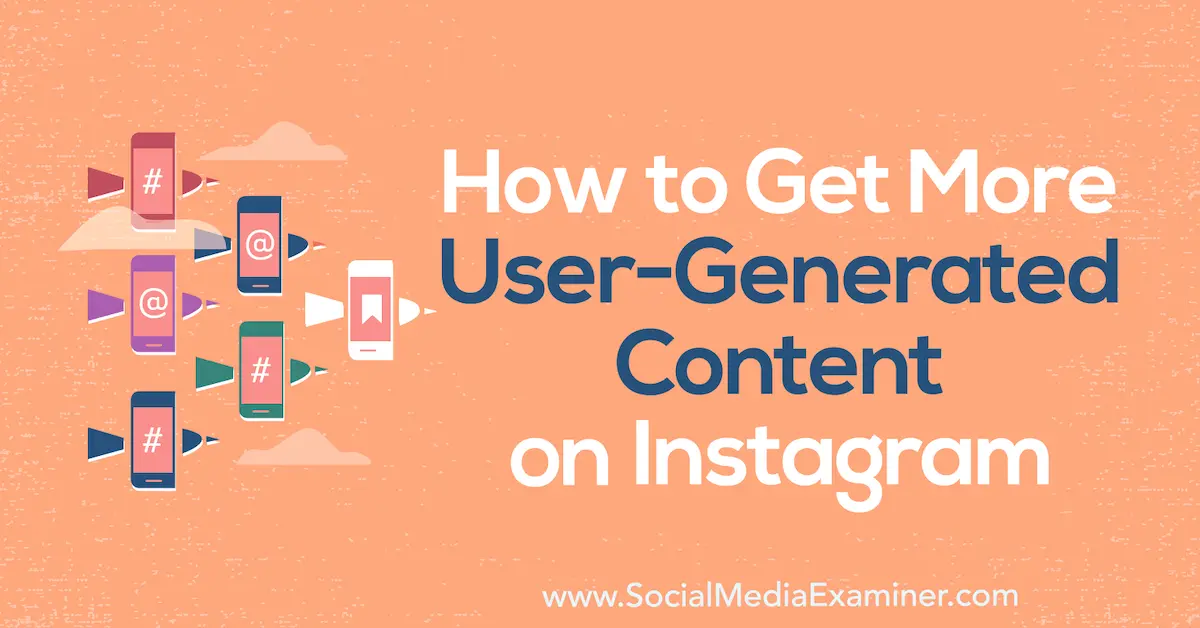 #
@
@
#
#
How to Get More
User-Generated
Content
on Instagram
www.SocialMediaExaminer.com